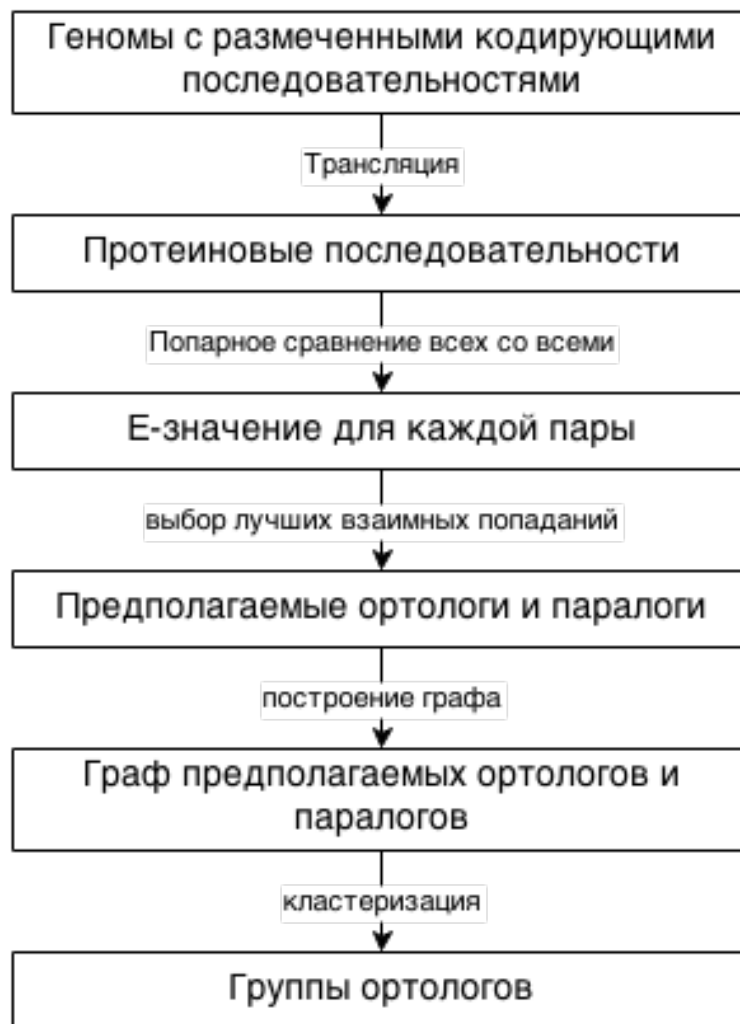 Геномы с размеченными кодирующими
последовательностями
Трансляция
Протеиновые последовательности
Попарное сравнение всех со всеми
Е-значение для каждой пары
выбор лучших взаимных попаданий
Предполагаемые ортологи и паралоги
построение графа
Граф предполагаемых ортологов и
паралогов
кластеризация
Группы ортологов